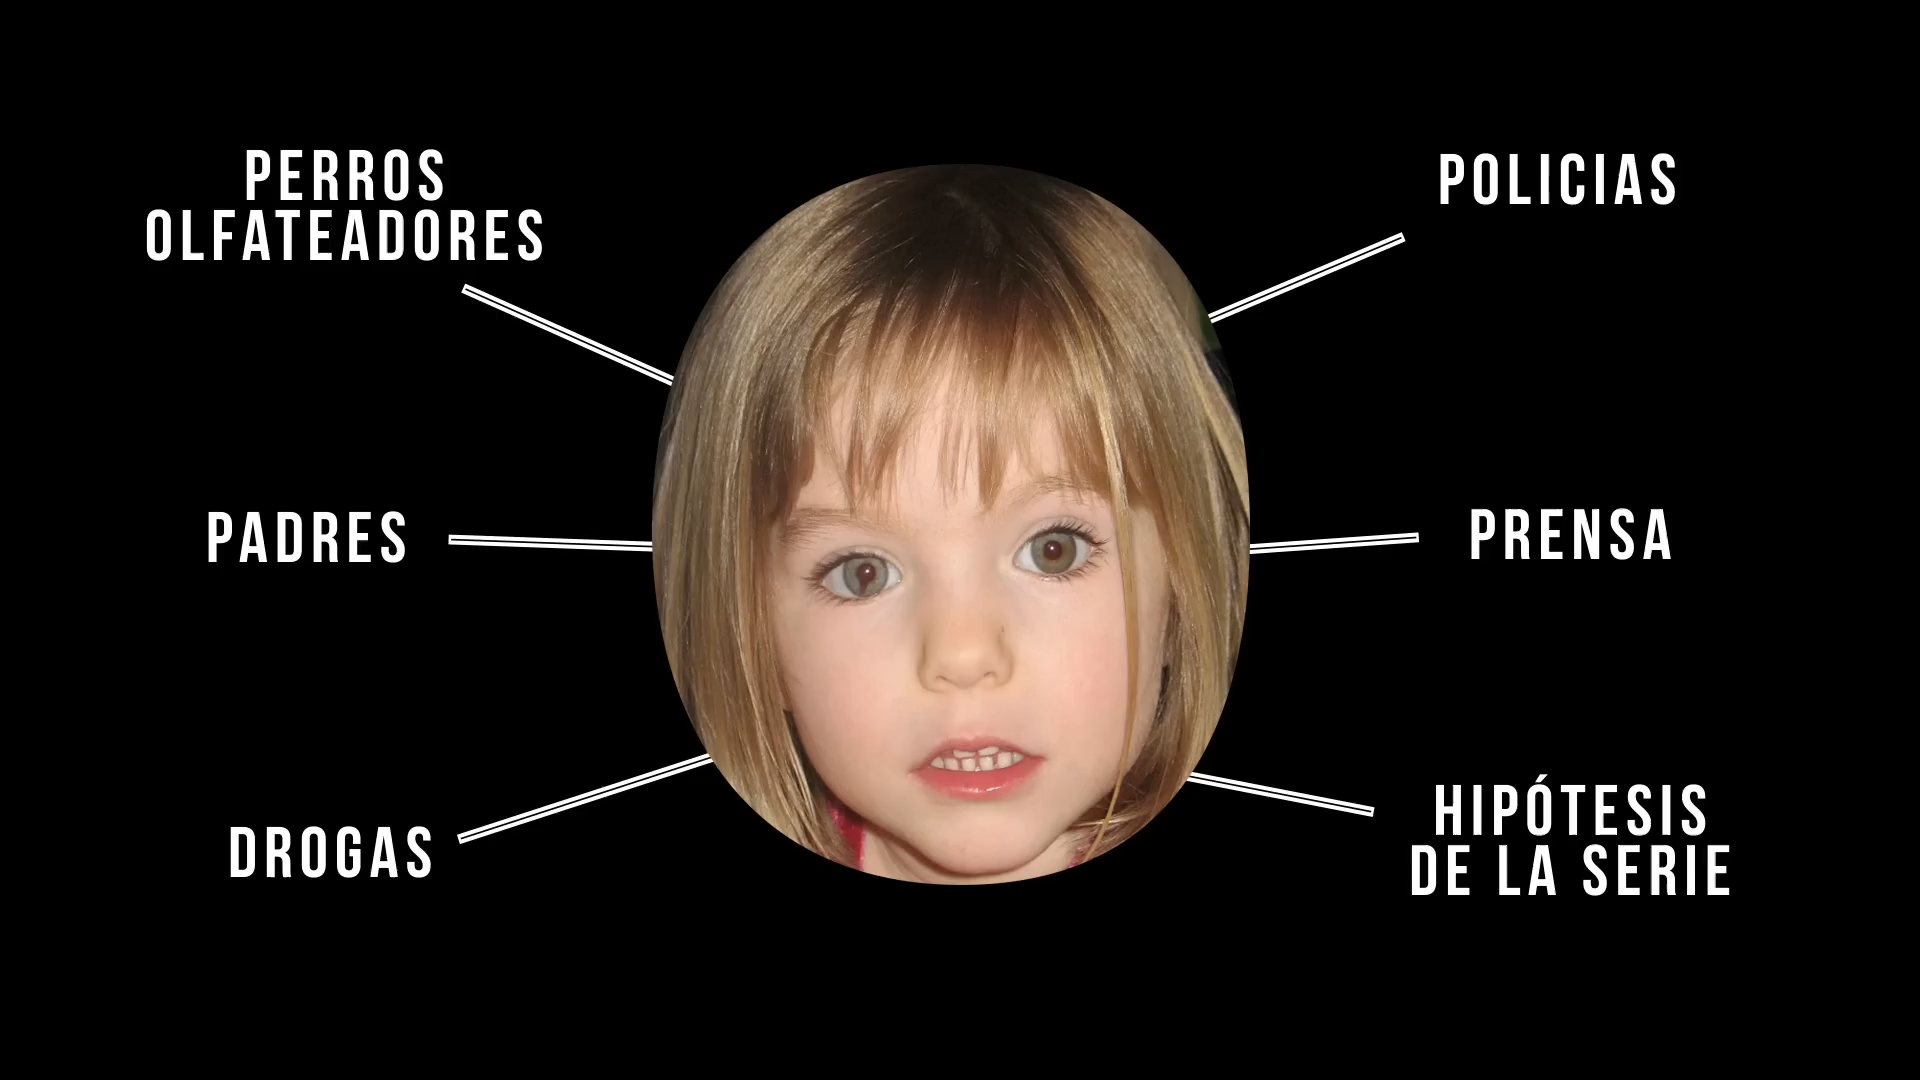 PERROS
OLFATEADORES
POLICIAS
PADRES
PRENSA
DROGAS
HIPÓTESIS
DE LA SERIE